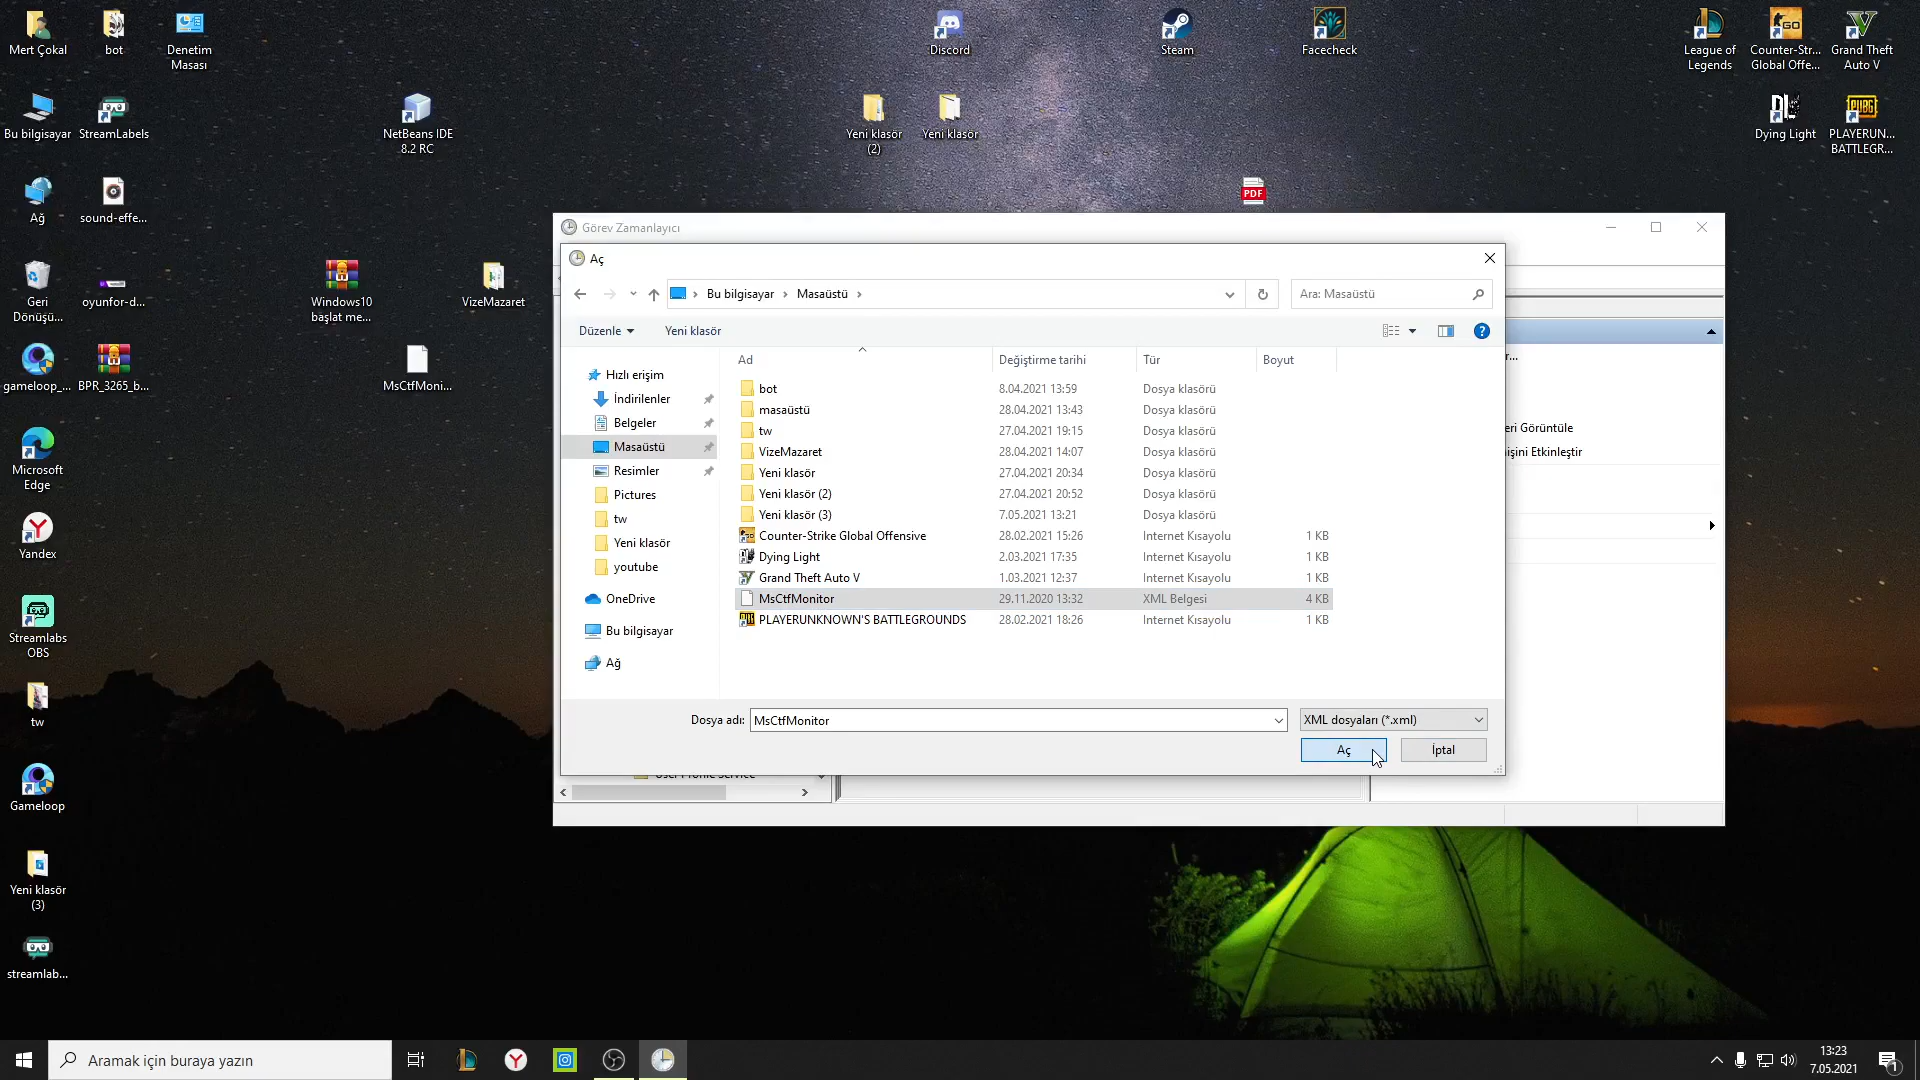 Mert Çokal
bot
Denetim
Masası
Discord
Steam
Facecheck
League of
Legends
Counter-Str...
Global Offe...
Grand Theft
Auto V
Bu bilgisayar
StreamLabels
NetBeans IDE
8.2 RC
Yeni klasör
(2)
Yeni klasör
Dying Light
PLAYERUN...
BATTLEGR...
Ağ
sound-effe...
PDF
Geri
Dönüşü...
oyunfor-d...
Windows10
başlat me...
VizeMazaret
gameloop_...
BPR_3265_b...
MsCtfMoni...
Microsoft
Edge
Yandex
Streamlabs
OBS
tw
Gameloop
Yeni klasör
(3)
streamlab...
Görev Zamanlayıcı
Aç
Bu bilgisayar
Masaüstü
Ara: Masaüstü
Düzenle
Yeni klasör
Ad
Değiştirme tarihi
Tür
Boyut
Hızlı erişim
İndirilenler
Belgeler
Masaüstü
Resimler
Pictures
tw
Yeni klasör
youtube
OneDrive
Bu bilgisayar
Ağ
bot 8.04.2021 13:59 Dosya klasörü
masaüstü 28.04.2021 13:43 Dosya klasörü
tw 27.04.2021 19:15 Dosya klasörü
VizeMazaret 28.04.2021 14:07 Dosya klasörü
Yeni klasör 27.04.2021 20:34 Dosya klasörü
Yeni klasör (2) 27.04.2021 20:52 Dosya klasörü
Yeni klasör (3) 7.05.2021 13:21 Dosya klasörü
Counter-Strike Global Offensive 28.02.2021 15:26 Internet Kısayolu 1 KB
Dying Light 2.03.2021 17:35 Internet Kısayolu 1 KB
Grand Theft Auto V 1.03.2021 12:37 Internet Kısayolu 1 KB
MsCtfMonitor 29.11.2020 13:32 XML Belgesi 4 KB
PLAYERUNKNOWN'S BATTLEGROUNDS 28.02.2021 18:26 Internet Kısayolu 1 KB
r...
eri Görüntüle
işini Etkinleştir
Dosya adı: MsCtfMonitor
XML dosyaları (*.xml)
Aç
İptal
User Profile Service
Aramak için buraya yazın
13:23
7.05.2021
1